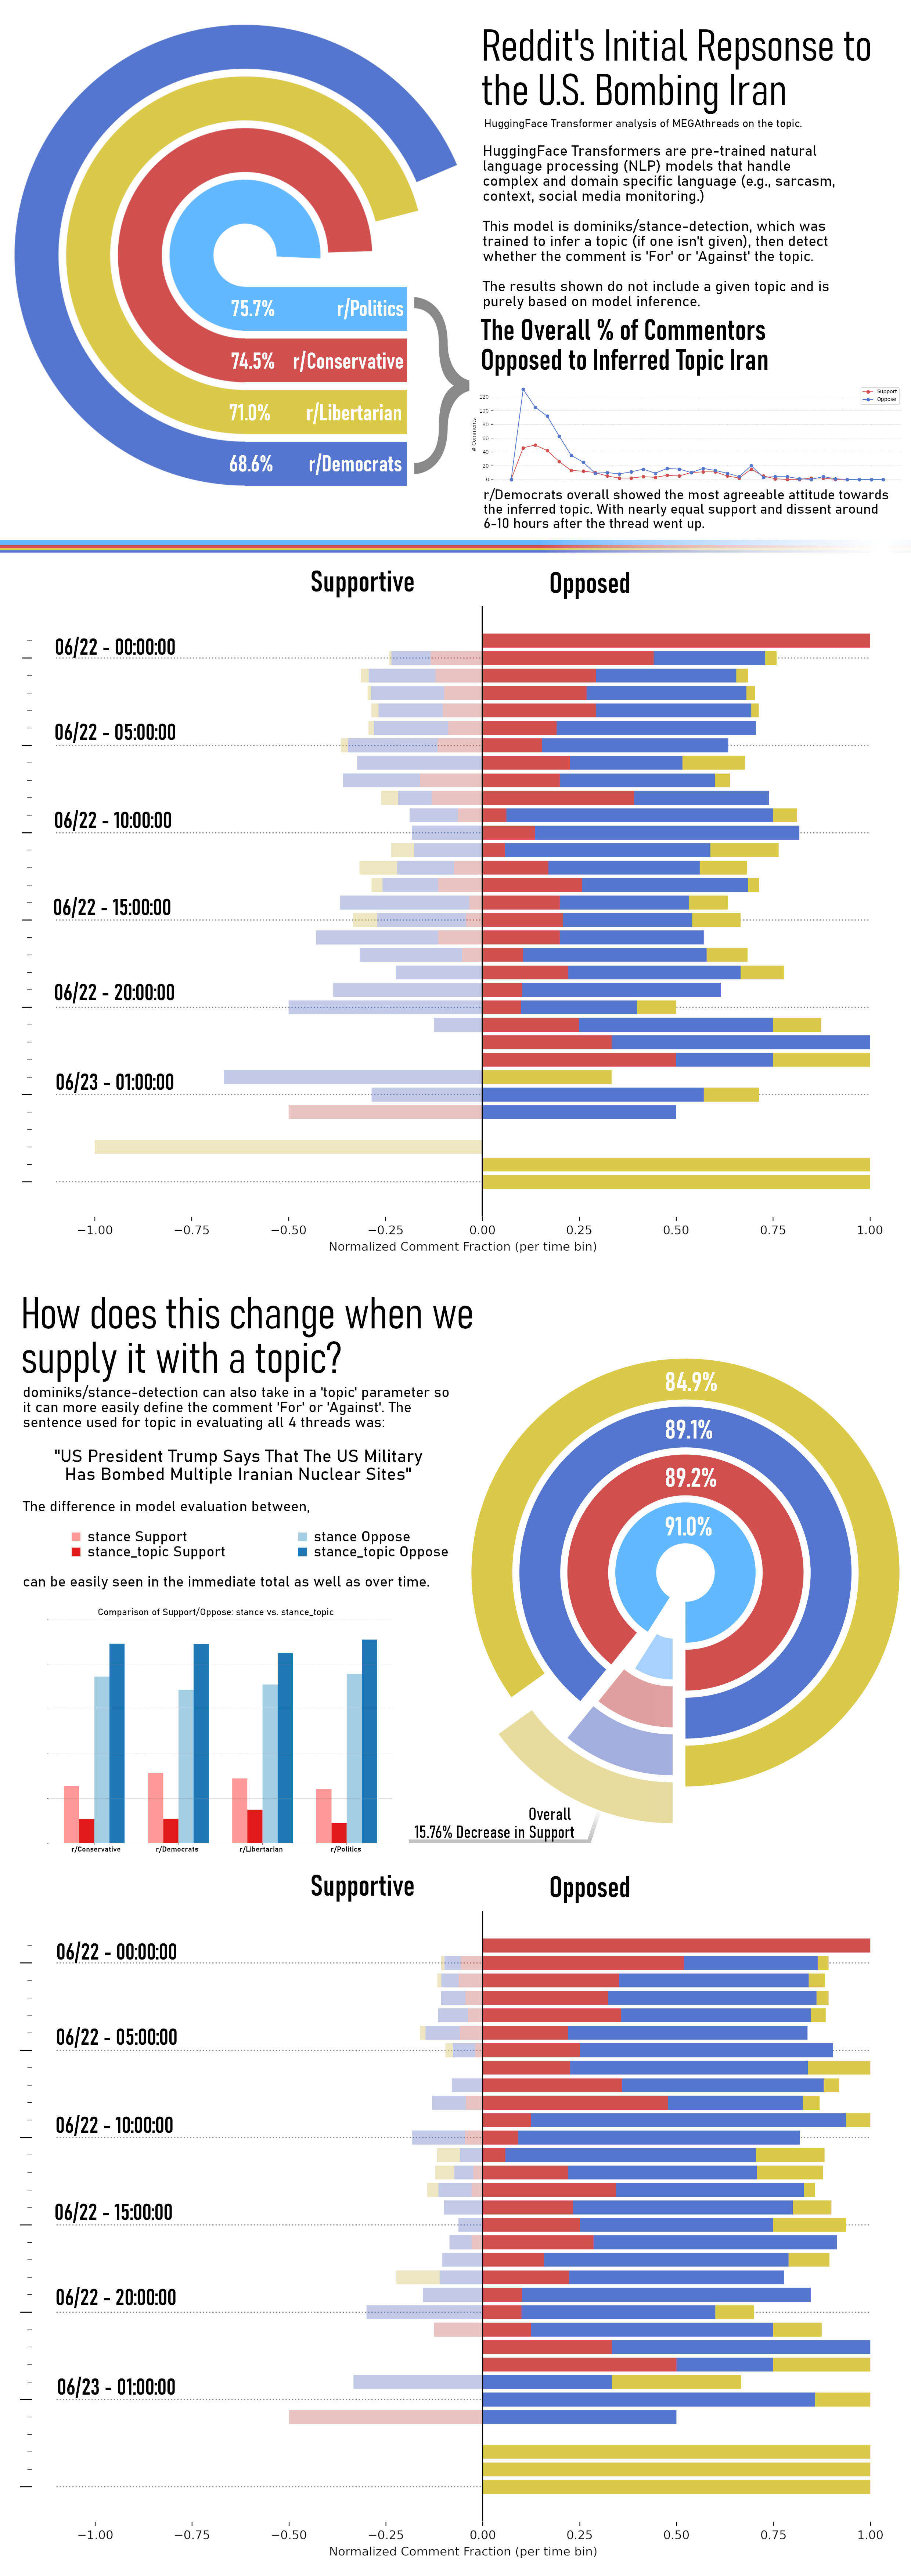 Reddit's Initial Repsonse to
the U.S. Bombing Iran
HuggingFace Transformer analysis of MEGAthreads on the topic.
HuggingFace Transformers are pre-trained natural
language processing (NLP) models that handle
complex and domain specific language (e.g., sarcasm,
context, social media monitoring.)
This model is dominiks/stance-detection, which was
trained to infer a topic (if one isn't given), then detect
whether the comment is 'For' or 'Against' the topic.
The results shown do not include a given topic and is
purely based on model inference.
75.7% r/Politics
74.5% r/Conservative
71.0% r/Libertarian
68.6% r/Democrats
The Overall % of Commentors
Opposed to Inferred Topic Iran
Support
Oppose
# Comments
120
100
80
60
40
20
0
r/Democrats overall showed the most agreeable attitude towards
the inferred topic. With nearly equal support and dissent around
6-10 hours after the thread went up.
Supportive Opposed
06/22 - 00:00:00
06/22 - 05:00:00
06/22 - 10:00:00
06/22 - 15:00:00
06/22 - 20:00:00
06/23 - 01:00:00
−1.00 −0.75 −0.50 −0.25 0.00 0.25 0.50 0.75 1.00
Normalized Comment Fraction (per time bin)
How does this change when we
supply it with a topic?
dominiks/stance-detection can also take in a 'topic' parameter so
it can more easily define the comment 'For' or 'Against'. The
sentence used for topic in evaluating all 4 threads was:
"US President Trump Says That The US Military
Has Bombed Multiple Iranian Nuclear Sites"
The difference in model evaluation between,
stance Support stance Oppose
stance_topic Support stance_topic Oppose
can be easily seen in the immediate total as well as over time.
84.9%
89.1%
89.2%
91.0%
Comparison of Support/Oppose: stance vs. stance_topic
r/Conservative r/Democrats r/Libertarian r/Politics
Overall
15.76% Decrease in Support
Supportive Opposed
06/22 - 00:00:00
06/22 - 05:00:00
06/22 - 10:00:00
06/22 - 15:00:00
06/22 - 20:00:00
06/23 - 01:00:00
−1.00 −0.75 −0.50 −0.25 0.00 0.25 0.50 0.75 1.00
Normalized Comment Fraction (per time bin)